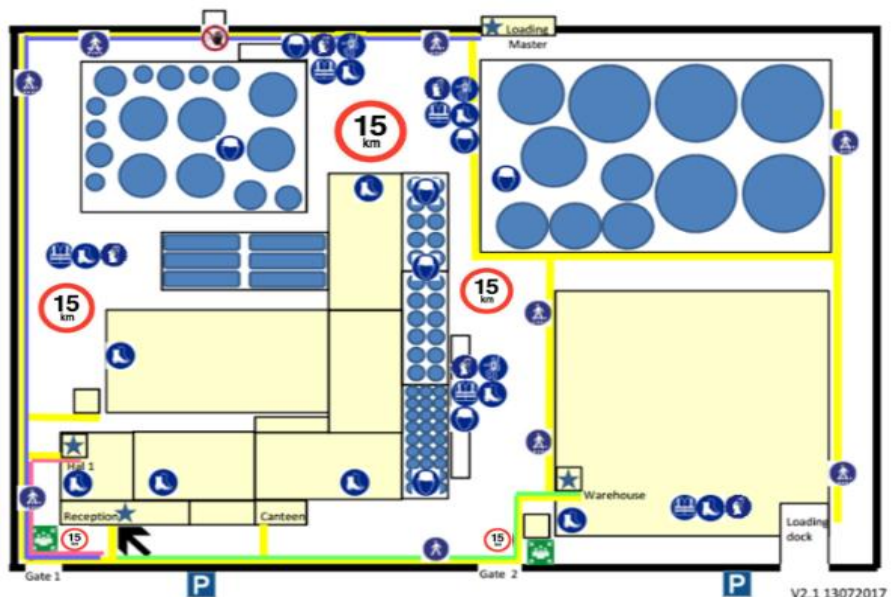 Loading
Master
15
km
15
km
15
km
Hal 1
Warehouse
Reception
Canteen
Loading
dock
15
km
15
km
Gate 1
Gate 2
P
P
V2.1 13072017